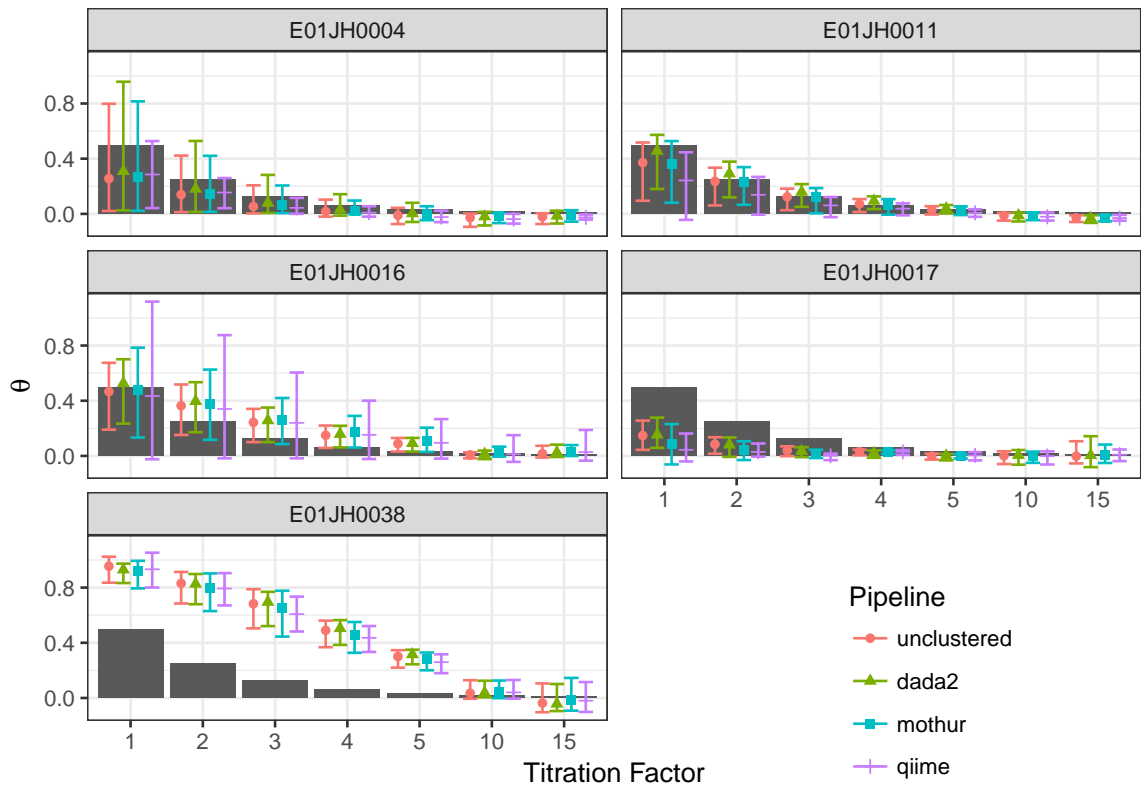 E01JH0004 E01JH0011
0.8
0.4
0.0
E01JH0016 E01JH0017
0.8
0.4
0.0
θ
1 2 3 4 5 10 15
E01JH0038
0.8
0.4
0.0
1 2 3 4 5 10 15
Titration Factor
Pipeline
unclustered
dada2
mothur
qiime